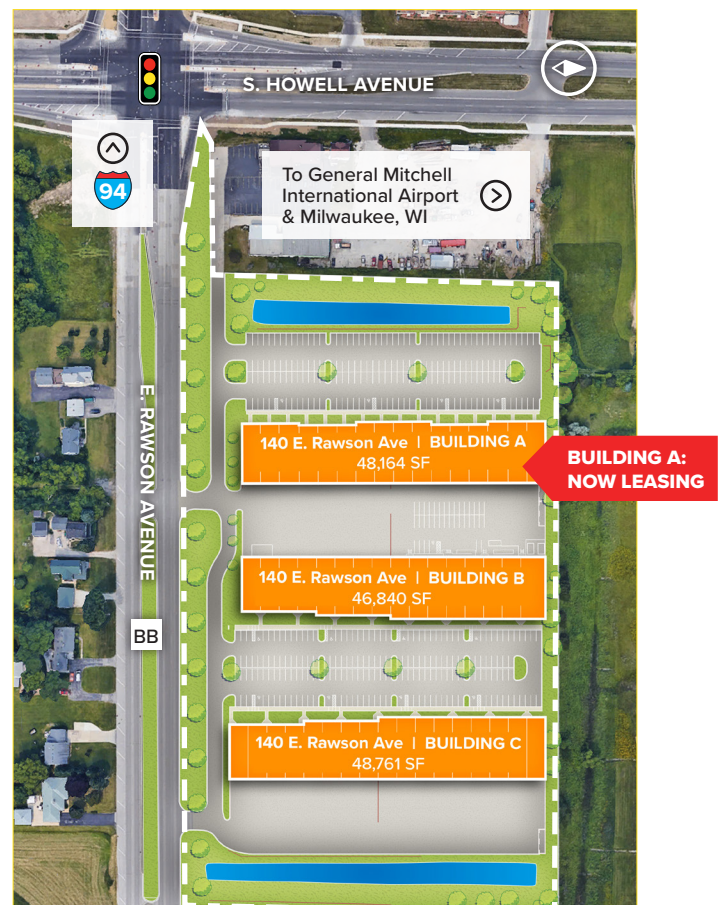 S. HOWELL AVENUE
94
To General Mitchell
International Airport
& Milwaukee, WI
E. RAWSON AVENUE
140 E. Rawson Ave | BUILDING A
48,164 SF
BUILDING A:
NOW LEASING
140 E. Rawson Ave | BUILDING B
46,840 SF
BB
140 E. Rawson Ave | BUILDING C
48,761 SF